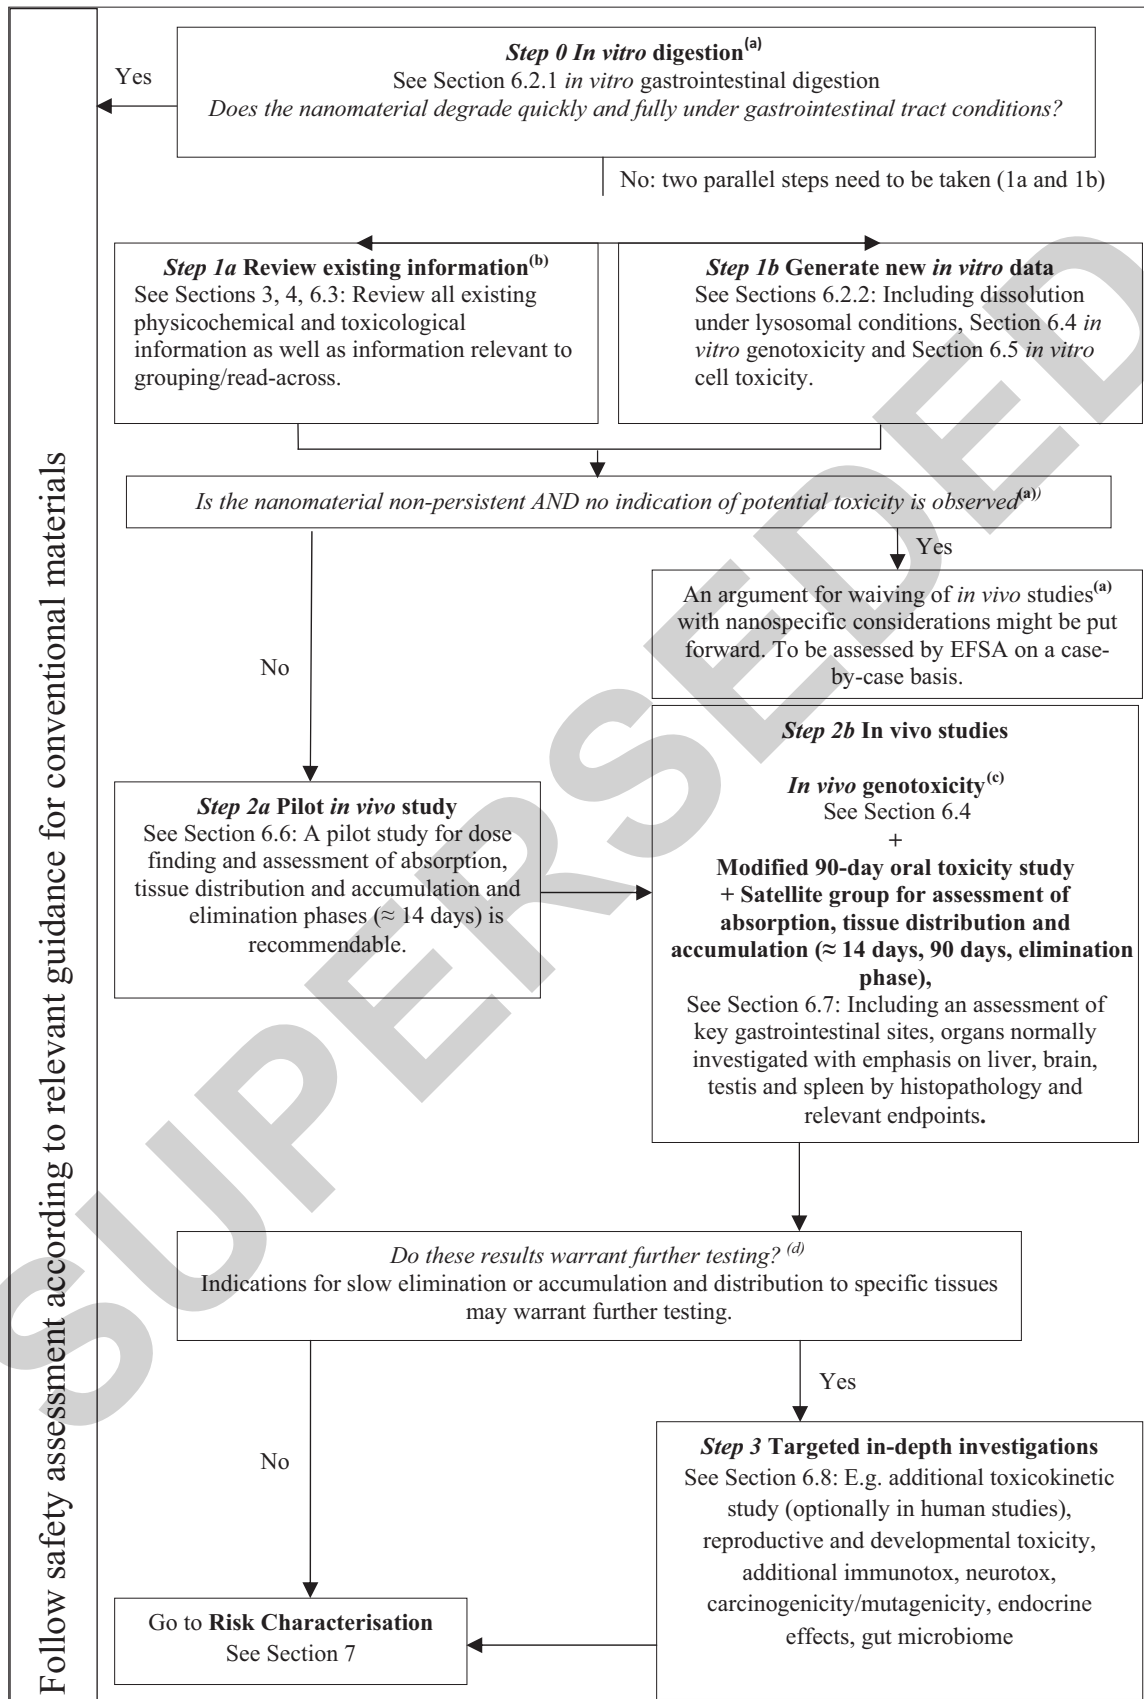 Step 0 In vitro digestion(a)
See Section 6.2.1 in vitro gastrointestinal digestion
Does the nanomaterial degrade quickly and fully under gastrointestinal tract conditions?
Yes
No: two parallel steps need to be taken (1a and 1b)
Step 1a Review existing information(b)
See Sections 3, 4, 6.3: Review all existing
physicochemical and toxicological
information as well as information relevant to
grouping/read-across.
Step 1b Generate new in vitro data
See Sections 6.2.2: Including dissolution
under lysosomal conditions, Section 6.4 in
vitro genotoxicity and Section 6.5 in vitro
cell toxicity.
Is the nanomaterial non-persistent AND no indication of potential toxicity is observed(a))
Yes
An argument for waiving of in vivo studies(a)
with nanospecific considerations might be put
forward. To be assessed by EFSA on a case-
by-case basis.
No
Step 2a Pilot in vivo study
See Section 6.6: A pilot study for dose
finding and assessment of absorption,
tissue distribution and accumulation and
elimination phases (≈ 14 days) is
recommendable.
Step 2b In vivo studies
In vivo genotoxicity(c)
See Section 6.4
+
Modified 90-day oral toxicity study
+ Satellite group for assessment of
absorption, tissue distribution and
accumulation (≈ 14 days, 90 days, elimination
phase),
See Section 6.7: Including an assessment of
key gastrointestinal sites, organs normally
investigated with emphasis on liver, brain,
testis and spleen by histopathology and
relevant endpoints.
Do these results warrant further testing? (d)
Indications for slow elimination or accumulation and distribution to specific tissues
may warrant further testing.
Yes
No
Step 3 Targeted in-depth investigations
See Section 6.8: E.g. additional toxicokinetic
study (optionally in human studies),
reproductive and developmental toxicity,
additional immunotox, neurotox,
carcinogenicity/mutagenicity, endocrine
effects, gut microbiome
Go to Risk Characterisation
See Section 7
Follow safety assessment according to relevant guidance for conventional materials
SUPERSEDED